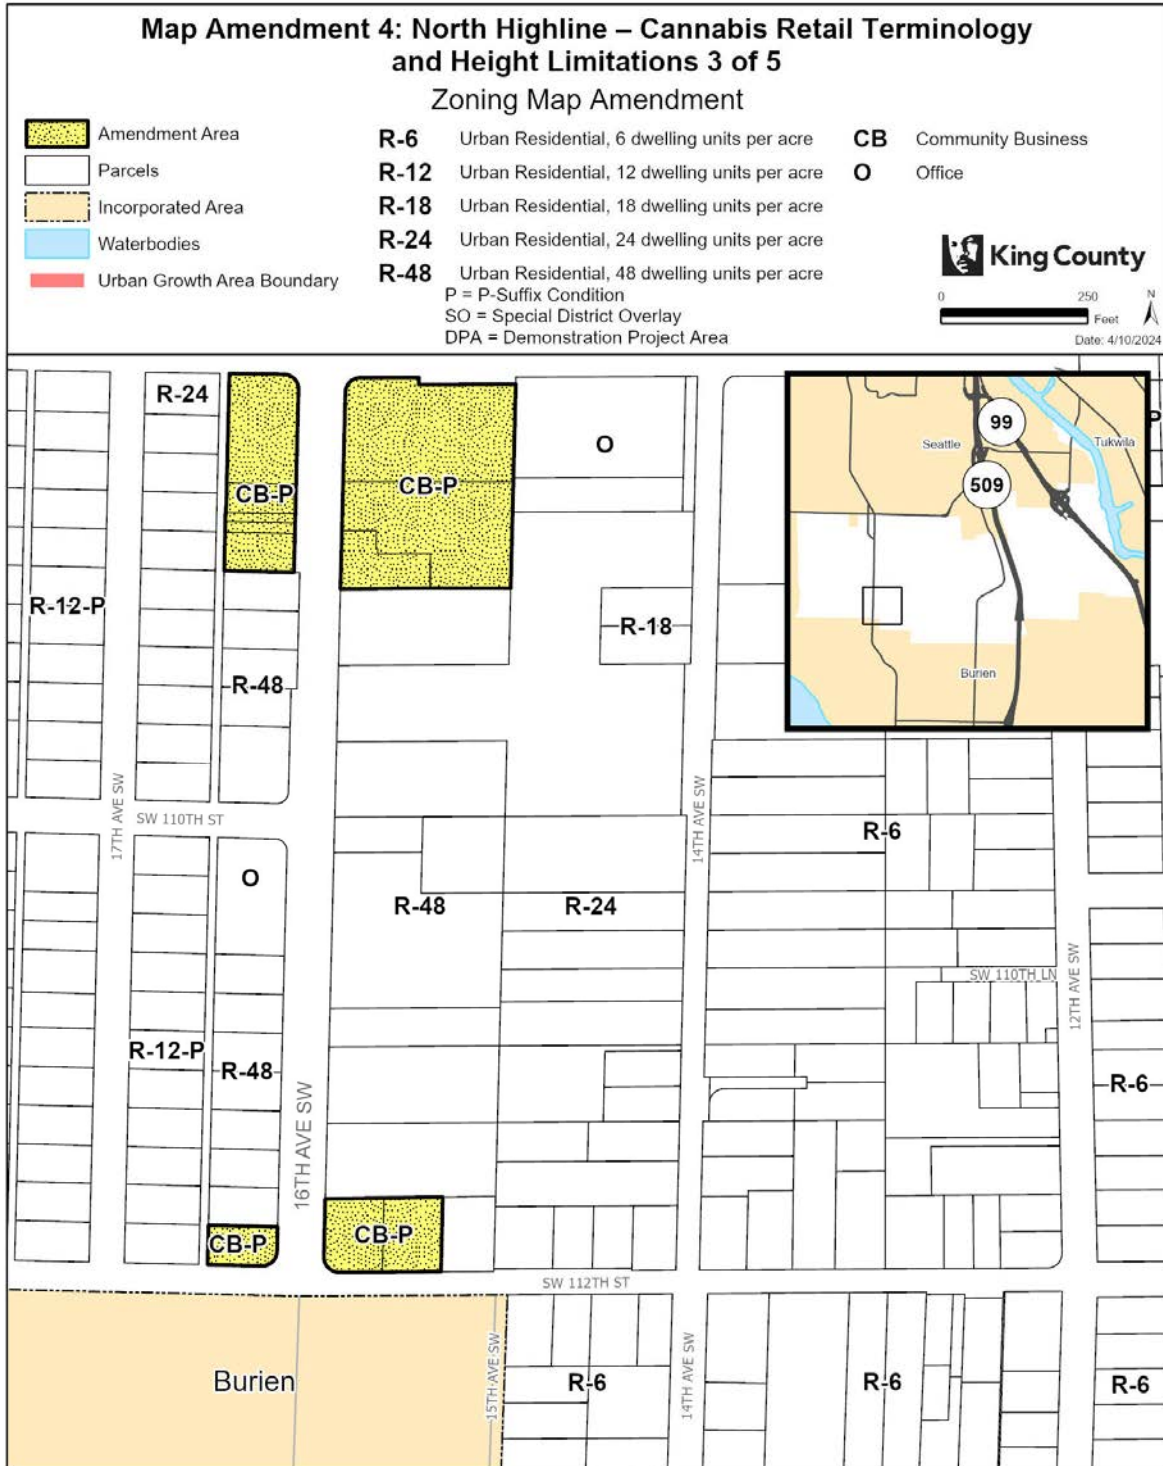 Map Amendment 4: North Highline – Cannabis Retail Terminology
and Height Limitations 3 of 5
Zoning Map Amendment
Amendment Area
Parcels
Incorporated Area
Waterbodies
Urban Growth Area Boundary
R-6 Urban Residential, 6 dwelling units per acre
R-12 Urban Residential, 12 dwelling units per acre
R-18 Urban Residential, 18 dwelling units per acre
R-24 Urban Residential, 24 dwelling units per acre
R-48 Urban Residential, 48 dwelling units per acre
P = P-Suffix Condition
SO = Special District Overlay
DPA = Demonstration Project Area
CB Community Business
O Office
King County
0 250
Feet
N
Date: 4/10/2024
R-24
CB-P
CB-P
O
99
Seattle
Tukwila
509
Burien
P
R-12-P
R-18
R-48
17TH AVE SW
SW 110TH ST
14TH AVE SW
R-6
O
R-48
R-24
SW 110TH LN
12TH AVE SW
R-12-P
R-48
R-6
16TH AVE SW
CB-P
CB-P
SW 112TH ST
Burien
15TH AVE SW
R-6
14TH AVE SW
R-6
R-6